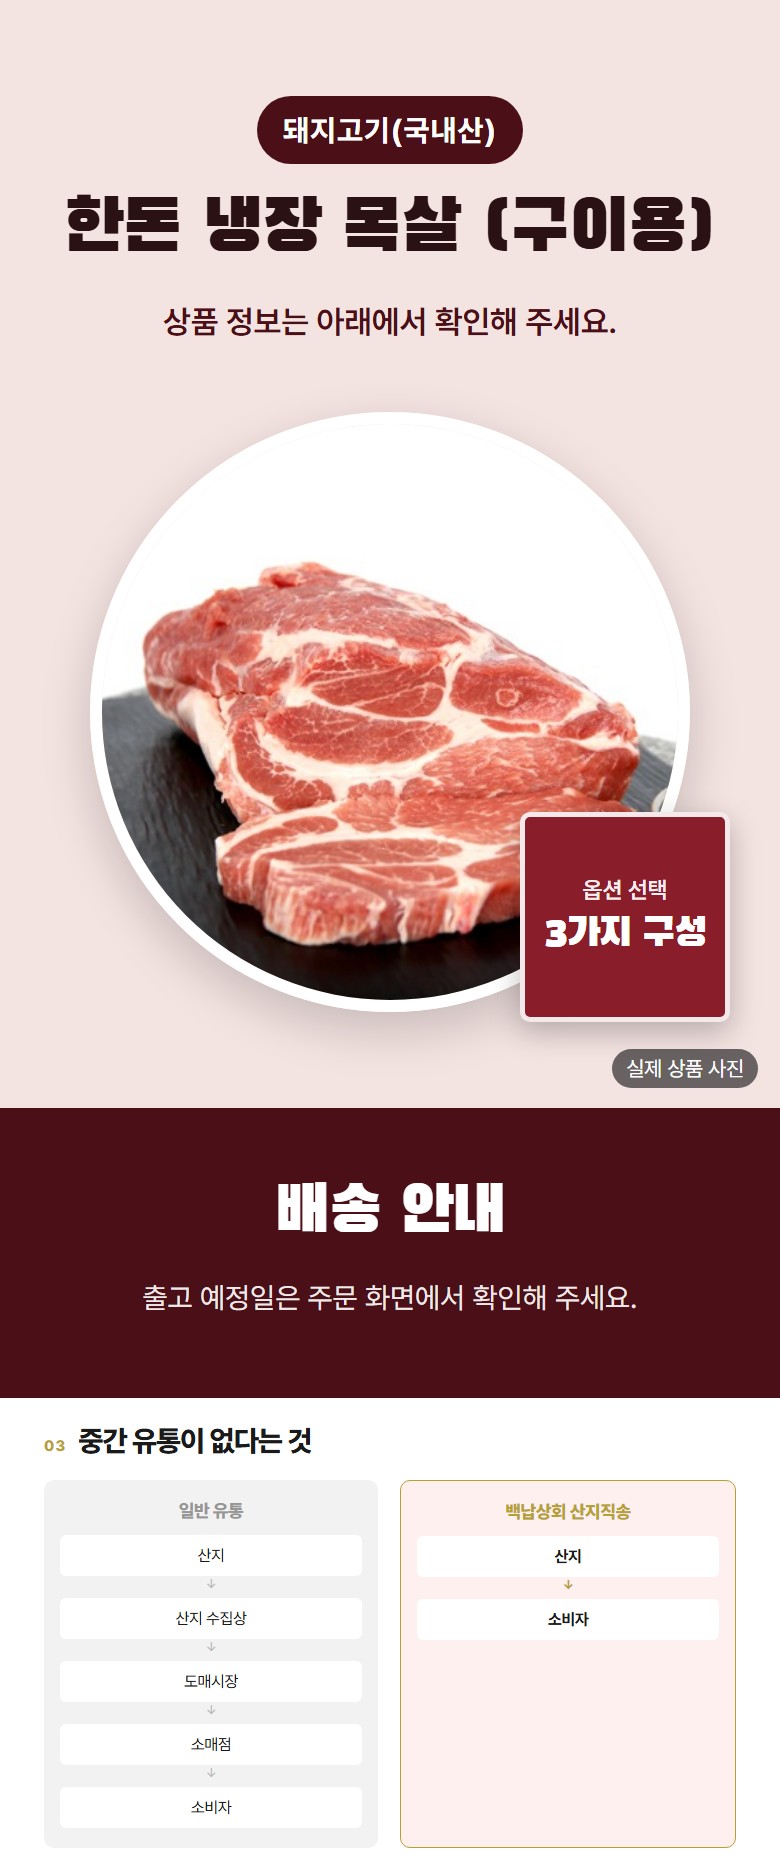 돼지고기(국내산)
한돈 냉장 목살 (구이용)
상품 정보는 아래에서 확인해 주세요.
옵션 선택
3가지 구성
실제 상품 사진
배송 안내
출고 예정일은 주문 화면에서 확인해 주세요.
03 중간 유통이 없다는 것
일반 유통
산지
↓
산지 수집상
↓
도매시장
↓
소매점
↓
소비자
백납상회 산지직송
산지
↓
소비자